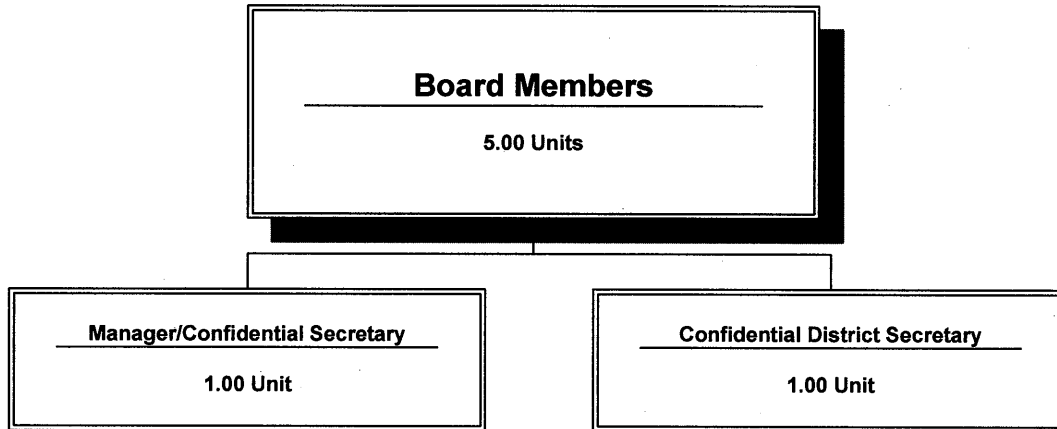 Board Members
5.00 Units
Manager/Confidential Secretary
1.00 Unit
Confidential District Secretary
1.00 Unit